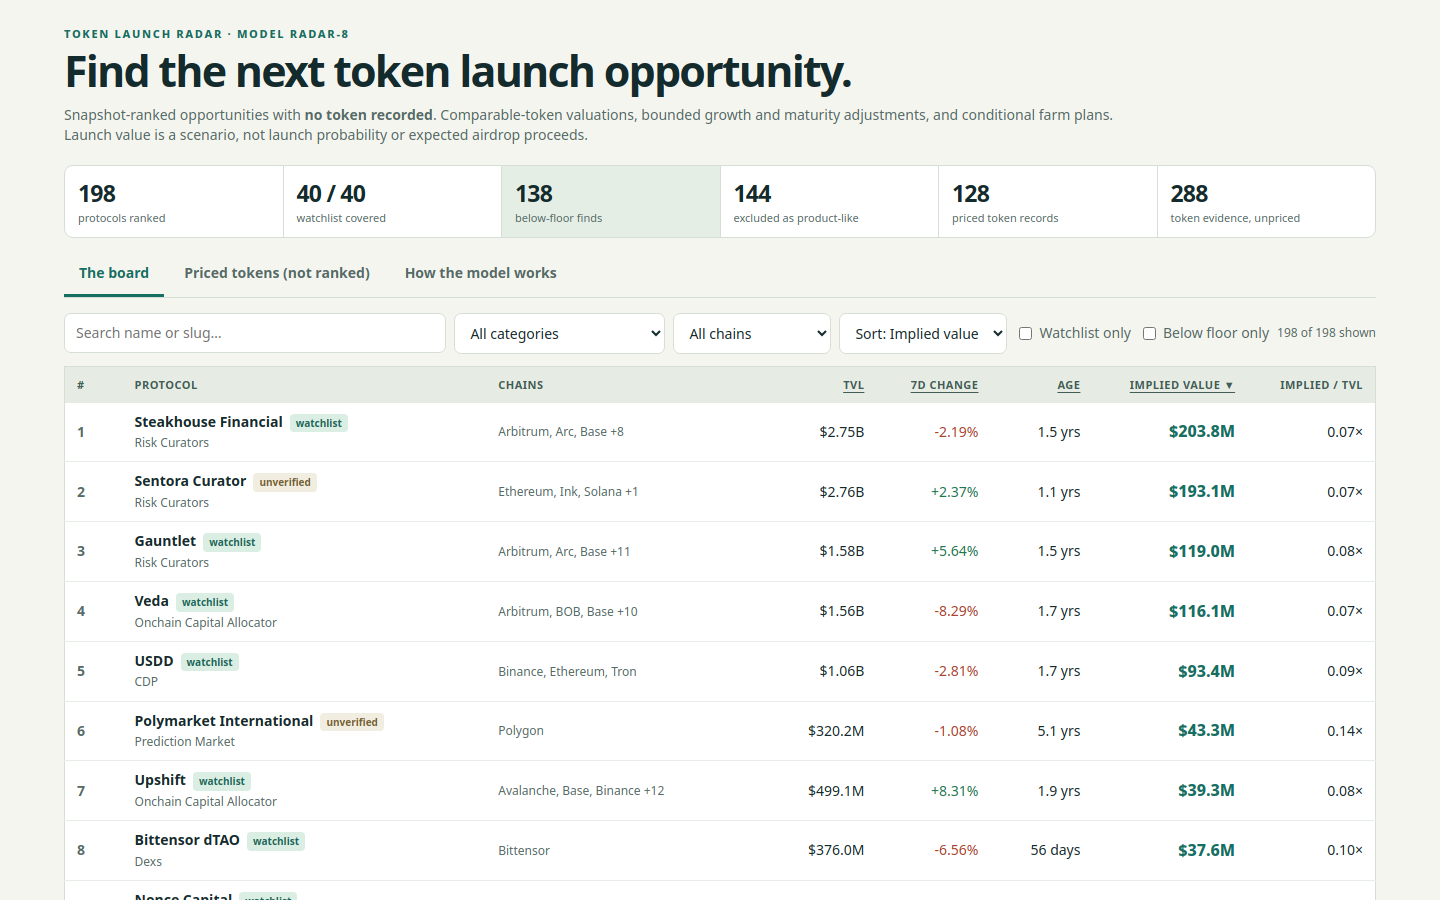 TOKEN LAUNCH RADAR · MODEL RADAR-8
Find the next token launch opportunity.
Snapshot-ranked opportunities with no token recorded. Comparable-token valuations, bounded growth and maturity adjustments, and conditional farm plans.
Launch value is a scenario, not launch probability or expected airdrop proceeds.
198 40 / 40 138 144 128 288
protocols ranked watchlist covered below-floor finds excluded as product-like priced token records token evidence, unpriced
The board Priced tokens (not ranked) How the model works
Search name or slug... All categories All chains Sort: Implied value Watchlist only Below floor only 198 of 198 shown
# PROTOCOL CHAINS TVL 7D CHANGE AGE IMPLIED VALUE ▼ IMPLIED / TVL
Steakhouse Financial watchlist
1 Arbitrum, Arc, Base +8 $2.75B -2.19% 1.5 yrs $203.8M 0.07×
Risk Curators
Sentora Curator unverified
2 Ethereum, Ink, Solana +1 $2.76B +2.37% 1.1 yrs $193.1M 0.07×
Risk Curators
Gauntlet watchlist
3 Arbitrum, Arc, Base +11 $1.58B +5.64% 1.5 yrs $119.0M 0.08×
Risk Curators
Veda watchlist
4 Arbitrum, BOB, Base +10 $1.56B -8.29% 1.7 yrs $116.1M 0.07×
Onchain Capital Allocator
USDD watchlist
5 Binance, Ethereum, Tron $1.06B -2.81% 1.7 yrs $93.4M 0.09×
CDP
Polymarket International unverified
6 Polygon $320.2M -1.08% 5.1 yrs $43.3M 0.14×
Prediction Market
Upshift watchlist
7 Avalanche, Base, Binance +12 $499.1M +8.31% 1.9 yrs $39.3M 0.08×
Onchain Capital Allocator
Bittensor dTAO watchlist
8 Bittensor $376.0M -6.56% 56 days $37.6M 0.10×
Dexs